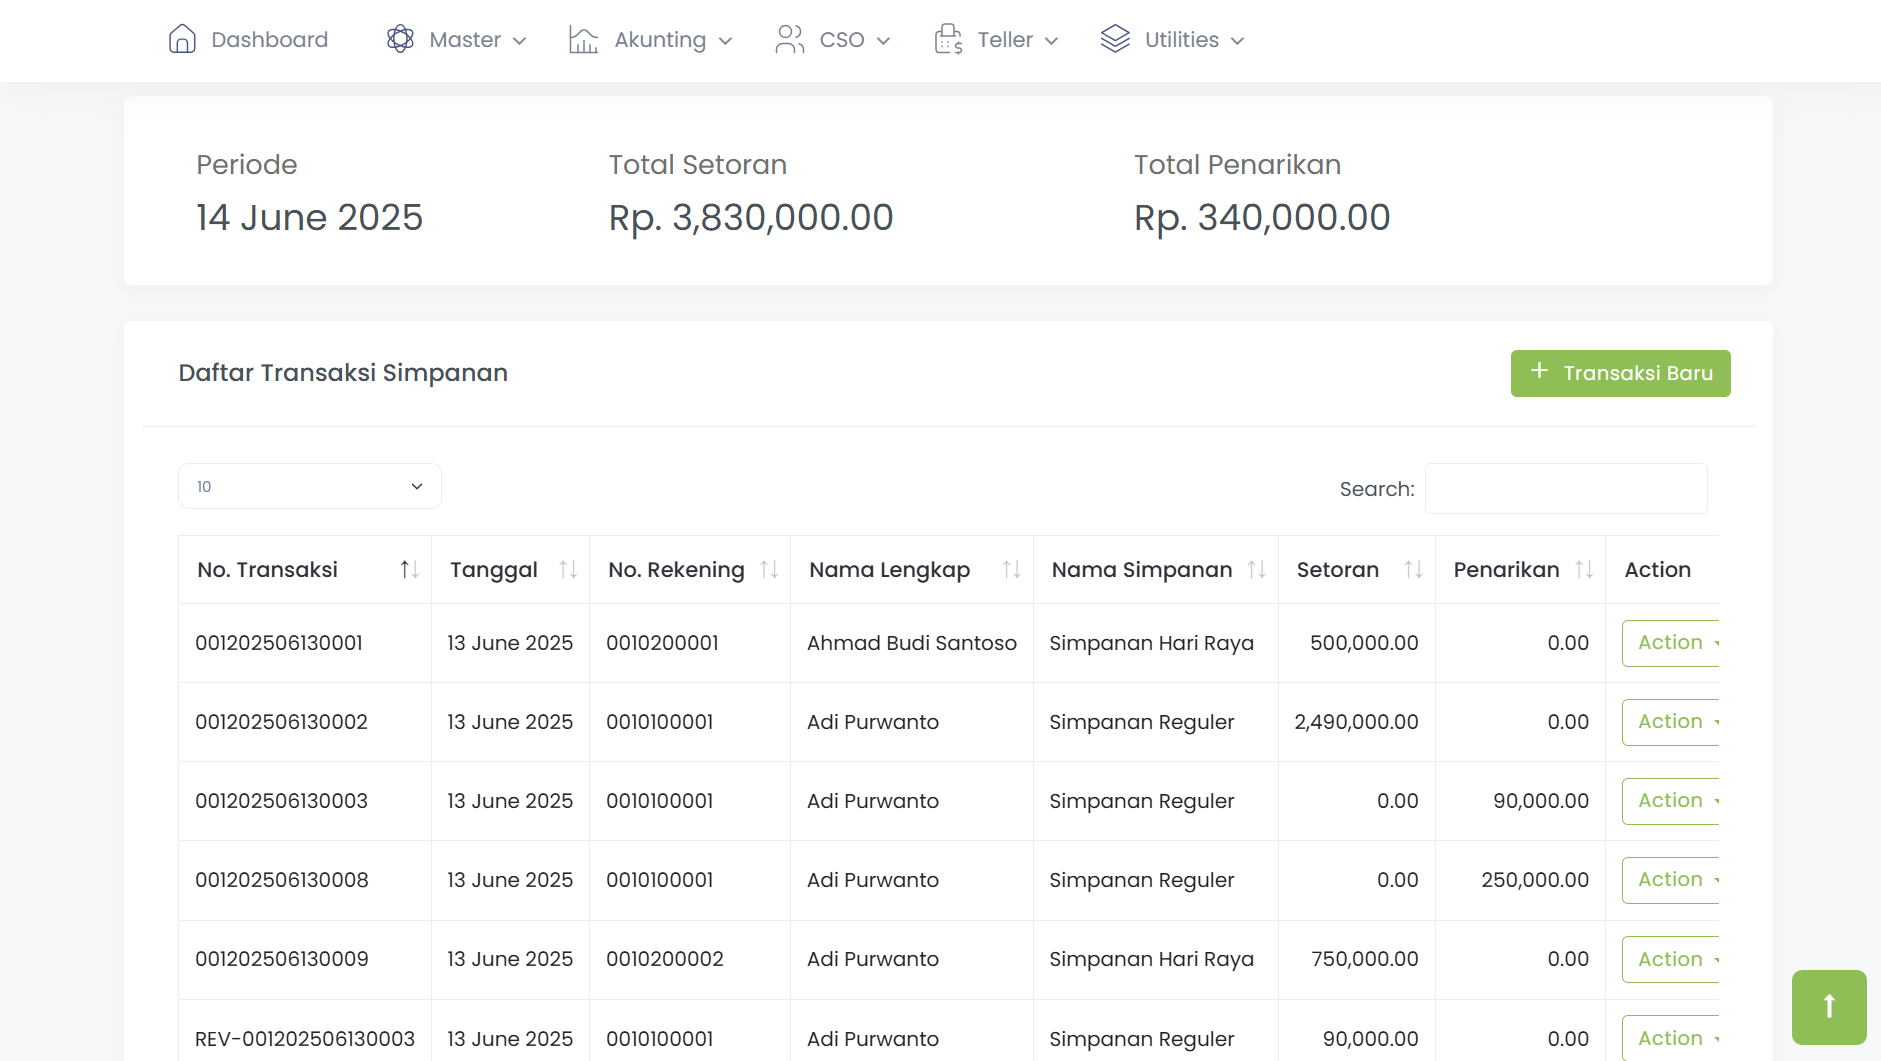 Dashboard Master Akunting CSO Teller Utilities
Periode Total Setoran Total Penarikan
14 June 2025 Rp. 3,830,000.00 Rp. 340,000.00
Daftar Transaksi Simpanan + Transaksi Baru
10 Search:
No. Transaksi Tanggal No. Rekening Nama Lengkap Nama Simpanan Setoran Penarikan Action
001202506130001 13 June 2025 0010200001 Ahmad Budi Santoso Simpanan Hari Raya 500,000.00 0.00 Action
001202506130002 13 June 2025 0010100001 Adi Purwanto Simpanan Reguler 2,490,000.00 0.00 Action
001202506130003 13 June 2025 0010100001 Adi Purwanto Simpanan Reguler 0.00 90,000.00 Action
001202506130008 13 June 2025 0010100001 Adi Purwanto Simpanan Reguler 0.00 250,000.00 Action
001202506130009 13 June 2025 0010200002 Adi Purwanto Simpanan Hari Raya 750,000.00 0.00 Action
REV-001202506130003 13 June 2025 0010100001 Adi Purwanto Simpanan Reguler 90,000.00 0.00 Action